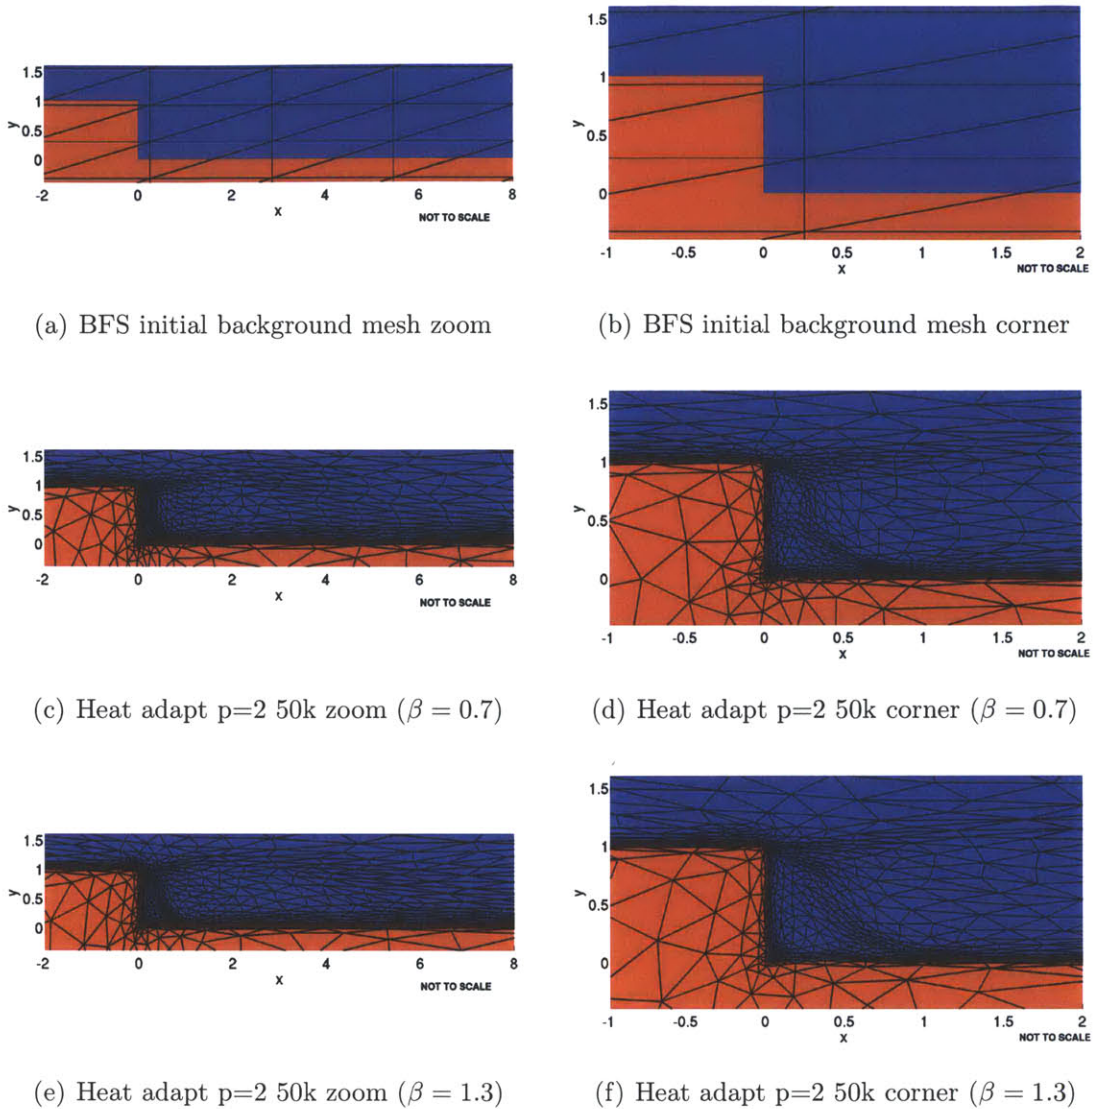 1.5
1
0.5
0
y
-2
0
2
4
6
8
X
NOT TO SCALE
(a) BFS initial background mesh zoom
1.5
1
0.5
0
y
-1
-0.5
0
0.5
1
1.5
2
X
NOT TO SCALE
(b) BFS initial background mesh corner
1.5
1
0.5
0
y
-2
0
2
4
6
8
X
NOT TO SCALE
(c) Heat adapt p=2 50k zoom (β = 0.7)
1.5
1
0.5
0
y
-1
-0.5
0
0.5
1
1.5
2
X
NOT TO SCALE
(d) Heat adapt p=2 50k corner (β = 0.7)
1.5
1
0.5
0
y
-2
0
2
4
6
8
X
NOT TO SCALE
(e) Heat adapt p=2 50k zoom (β = 1.3)
1.5
1
0.5
0
y
-1
-0.5
0
0.5
1
1.5
2
X
NOT TO SCALE
(f) Heat adapt p=2 50k corner (β = 1.3)